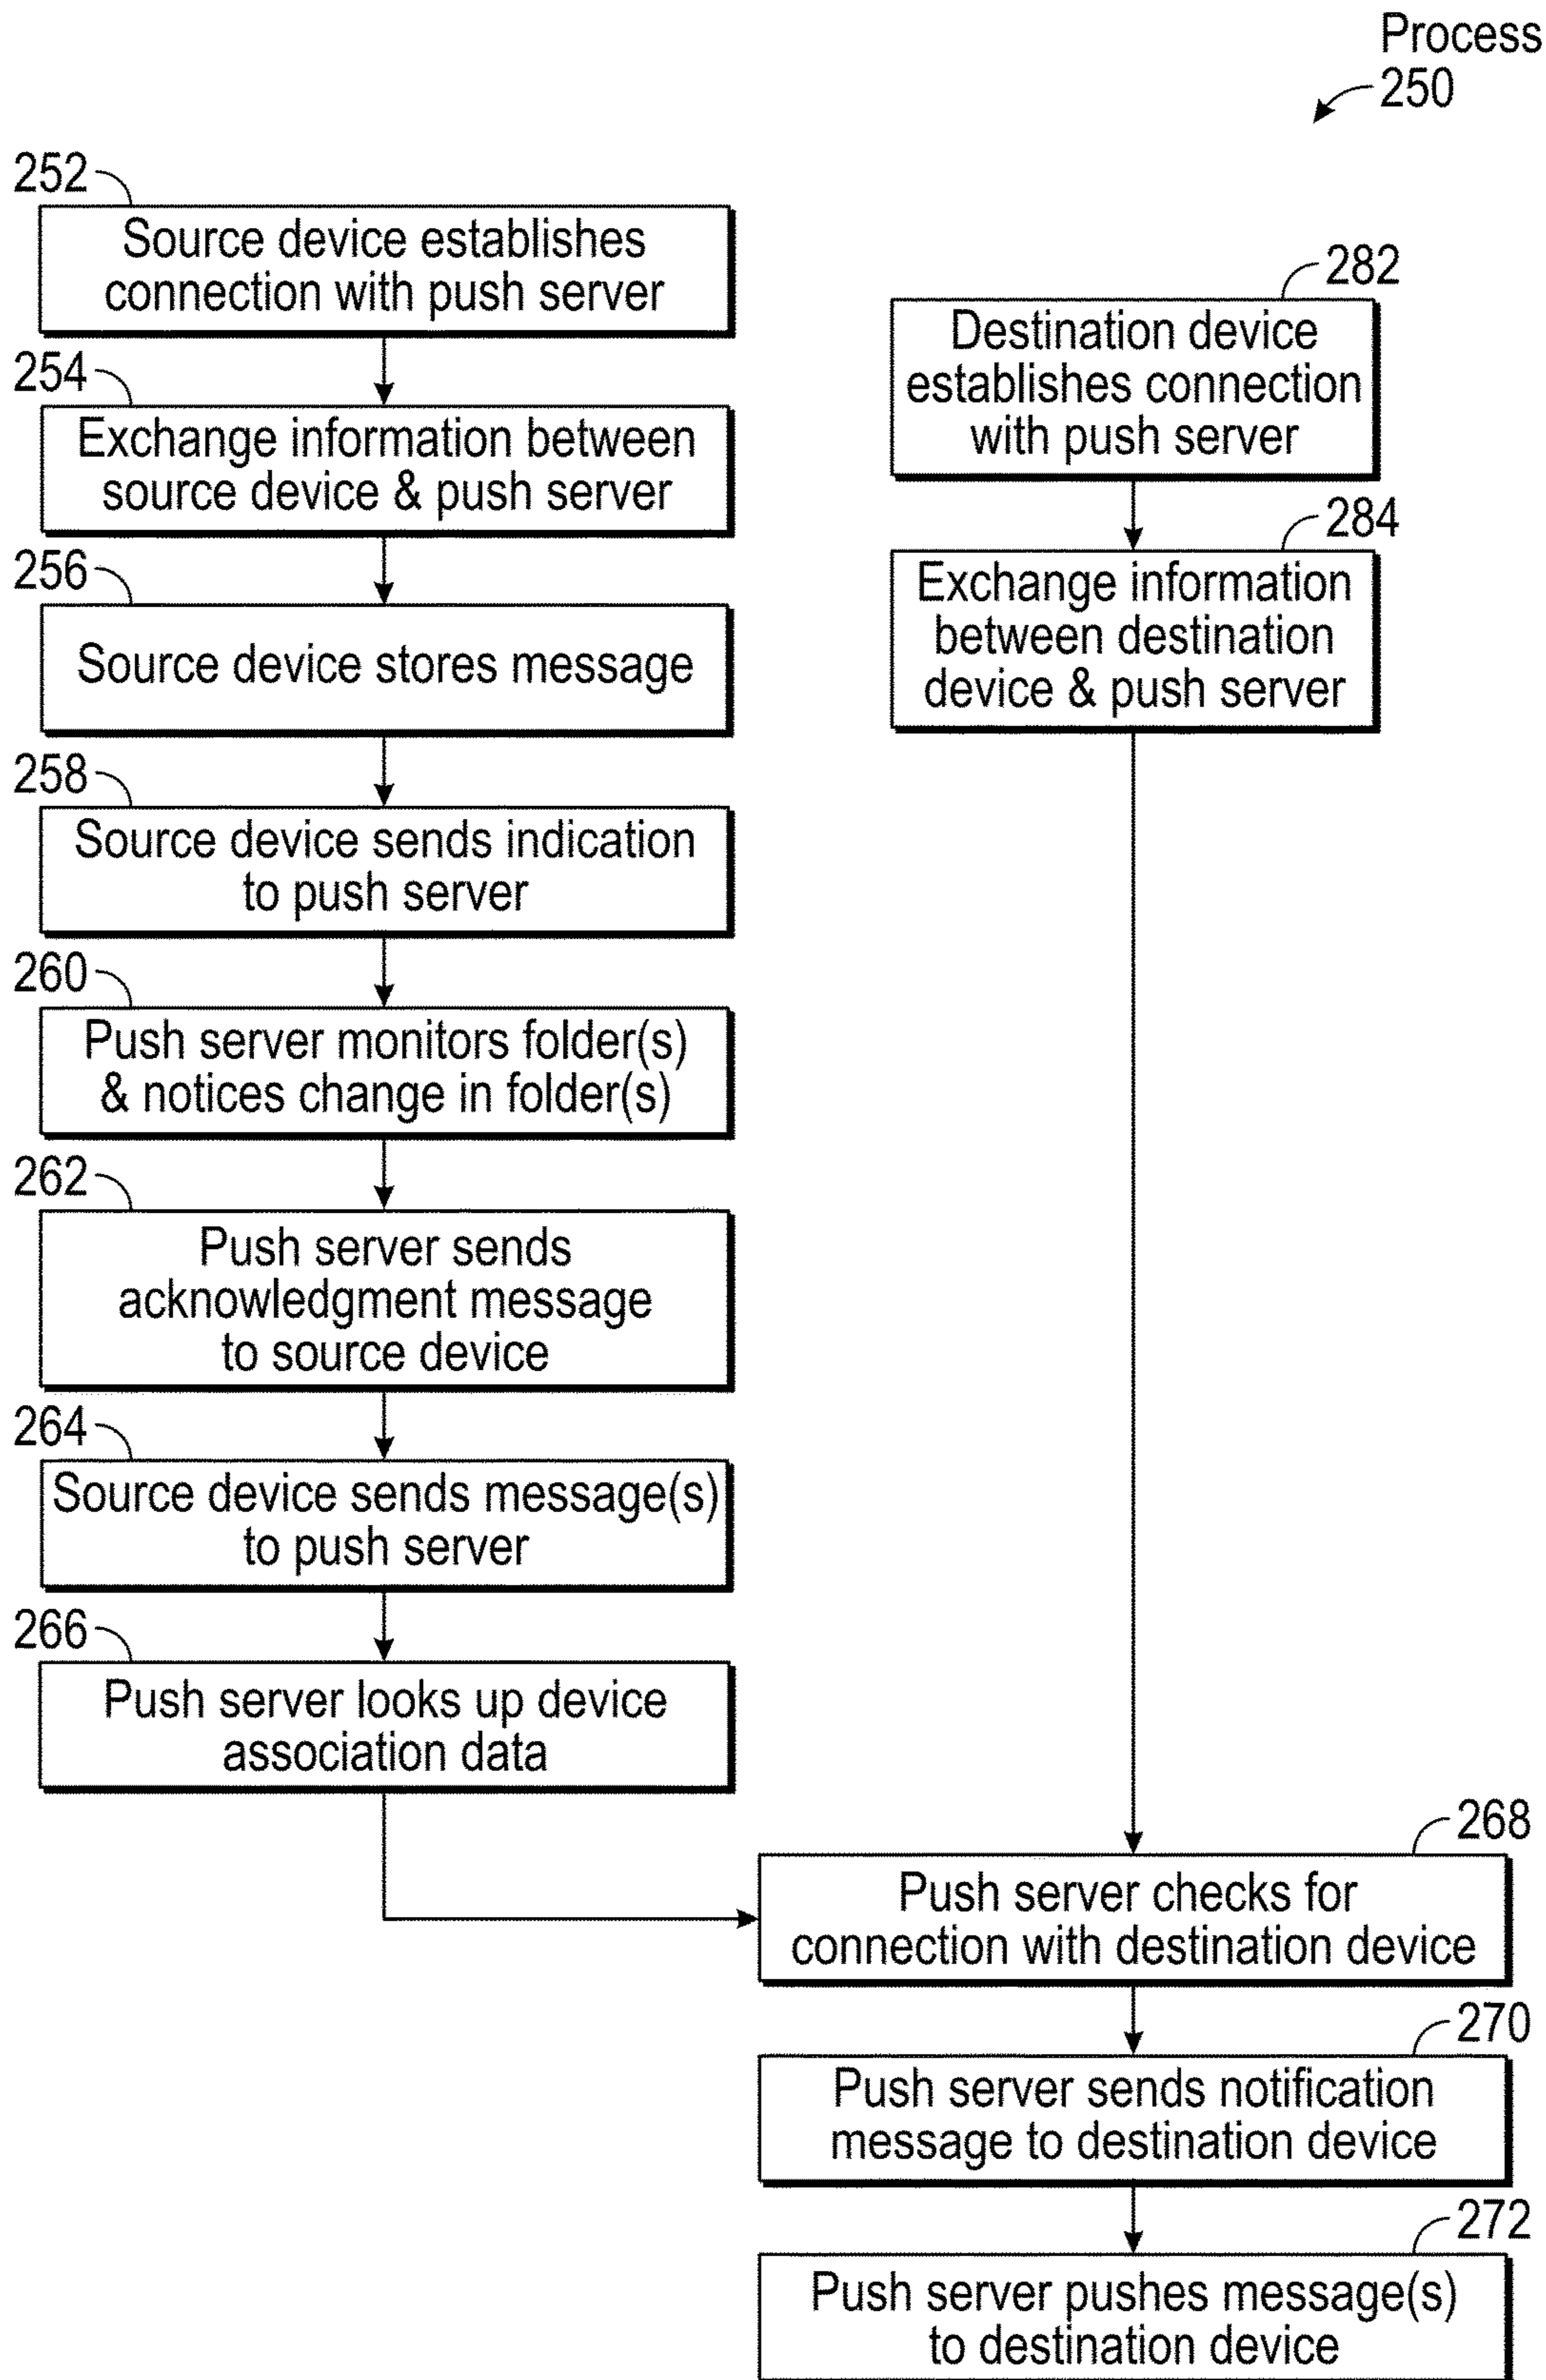 Process
250
252
Source device establishes
connection with push server
254
Exchange information between
source device & push server
256
Source device stores message
258
Source device sends indication
to push server
260
Push server monitors folder(s)
& notices change in folder(s)
262
Push server sends
acknowledgment message
to source device
264
Source device sends message(s)
to push server
266
Push server looks up device
association data
282
Destination device
establishes connection
with push server
284
Exchange information
between destination
device & push server
268
Push server checks for
connection with destination device
270
Push server sends notification
message to destination device
272
Push server pushes message(s)
to destination device